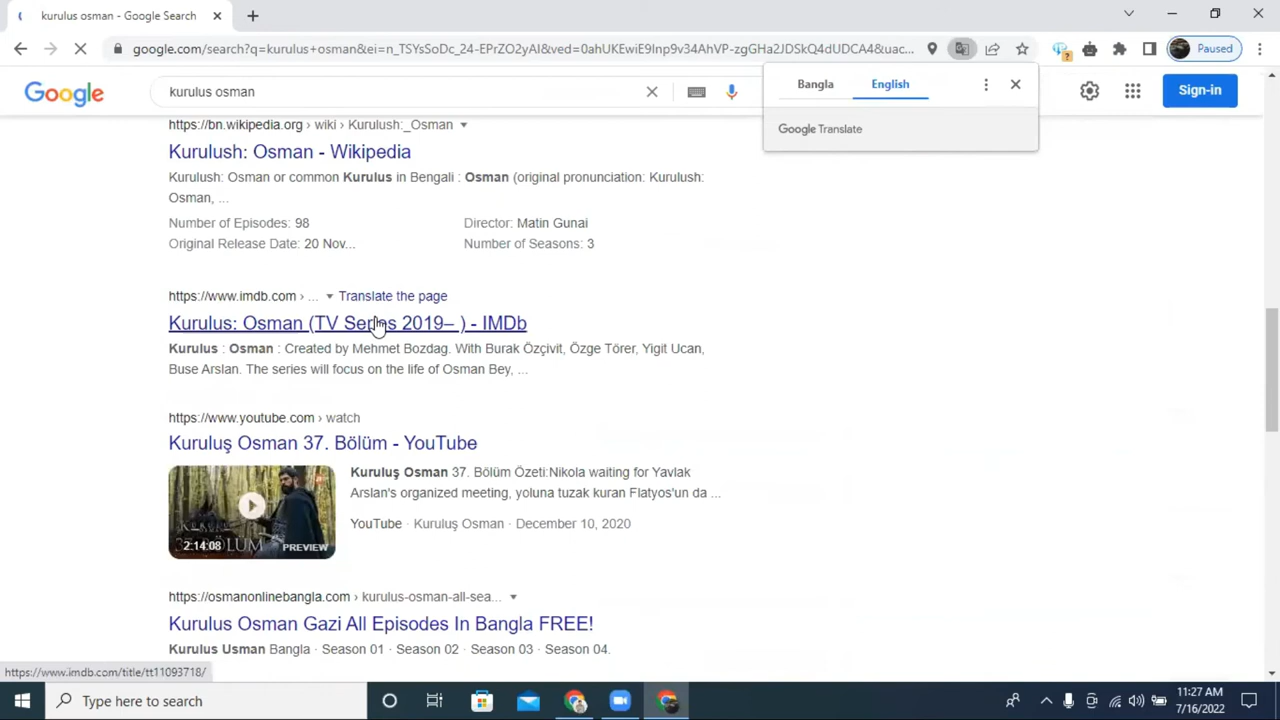 kurulus osman - Google Search
google.com/search?q=kurulus+osman&ei=n_TSYsSoDc_24-EPrZO2yAI&ved=0ahUKEwiE9Inp9v34AhVP-zgGHa2JDSkQ4dUDCA4&uac...
Paused
Google
kurulus osman
Bangla English
Google Translate
Sign-in
https://bn.wikipedia.org › wiki › Kurulush:_Osman
Kurulush: Osman - Wikipedia
Kurulush: Osman or common Kurulus in Bengali : Osman (original pronunciation: Kurulush:
Osman, ...
Number of Episodes: 98 Director: Matin Gunai
Original Release Date: 20 Nov... Number of Seasons: 3
https://www.imdb.com › ... Translate the page
Kurulus: Osman (TV Series 2019– ) - IMDb
Kurulus : Osman : Created by Mehmet Bozdag. With Burak Özçivit, Özge Törer, Yigit Ucan,
Buse Arslan. The series will focus on the life of Osman Bey, ...
https://www.youtube.com › watch
Kuruluş Osman 37. Bölüm - YouTube
Kuruluş Osman 37. Bölüm Özeti:Nikola waiting for Yavlak
Arslan's organized meeting, yoluna tuzak kuran Flatyos'un da ...
YouTube · Kuruluş Osman · December 10, 2020
2:14:08 PREVIEW
https://osmanonlinebangla.com › kurulus-osman-all-sea...
Kurulus Osman Gazi All Episodes In Bangla FREE!
Kurulus Usman Bangla · Season 01 · Season 02 · Season 03 · Season 04.
https://www.imdb.com/title/tt11093718/
Type here to search
11:27 AM
7/16/2022